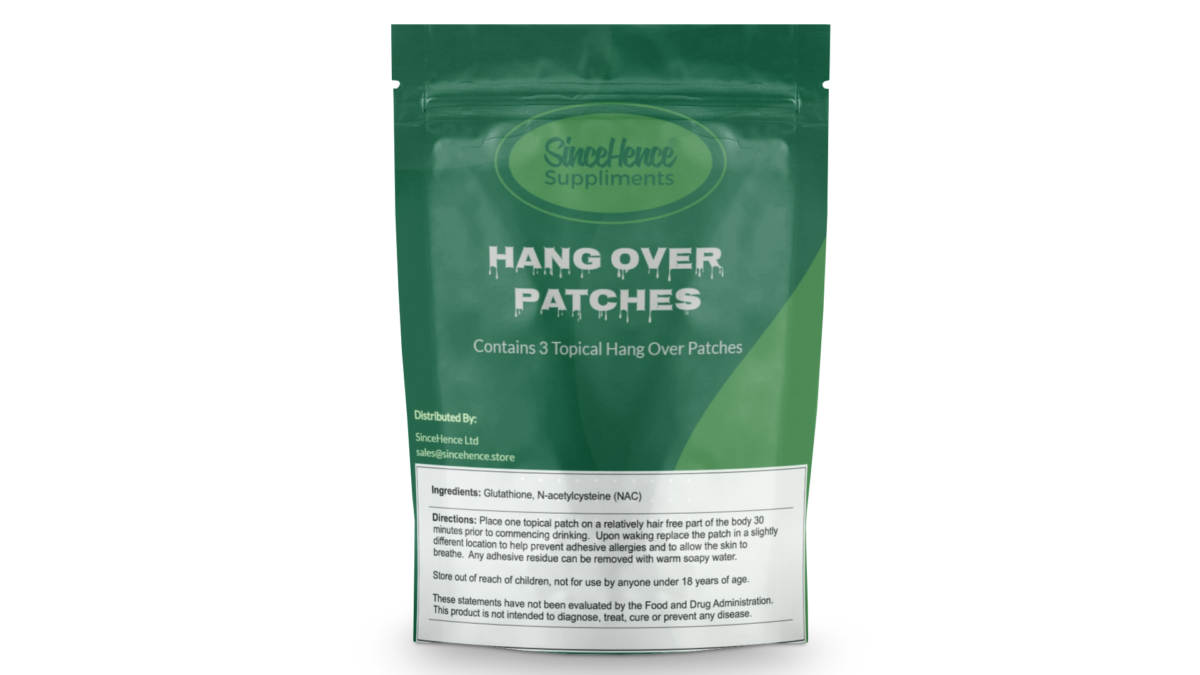 SinceHence®
Suppliments
HANG OVER
PATCHES
Contains 3 Topical Hang Over Patches
Distributed By:
SinceHence Ltd
sales@sincehence.store
Ingredients: Glutathione, N-acetylcysteine (NAC)
Directions: Place one topical patch on a relatively hair free part of the body 30
minutes prior to commencing drinking. Upon waking replace the patch in a slightly
different location to help prevent adhesive allergies and to allow the skin to
breathe. Any adhesive residue can be removed with warm soapy water.
Store out of reach of children, not for use by anyone under 18 years of age.
These statements have not been evaluated by the Food and Drug Administration.
This product is not intended to diagnose, treat, cure or prevent any disease.